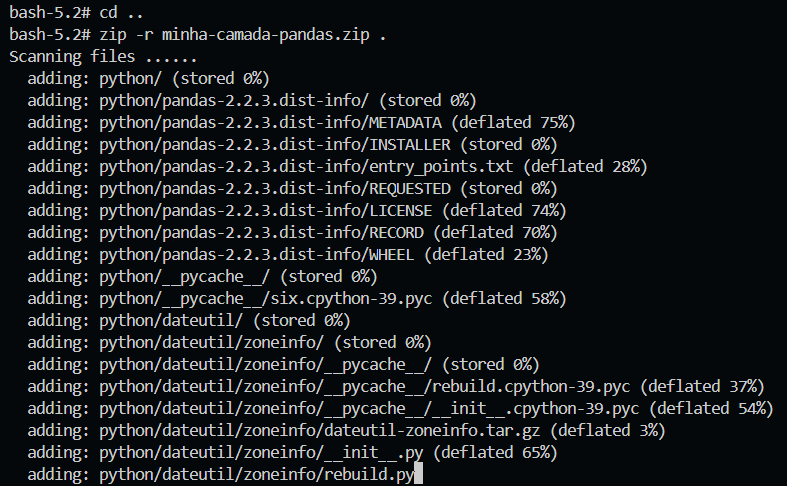 bash-5.2# cd ..
bash-5.2# zip -r minha-camada-pandas.zip .
Scanning files ......
  adding: python/ (stored 0%)
  adding: python/pandas-2.2.3.dist-info/ (stored 0%)
  adding: python/pandas-2.2.3.dist-info/METADATA (deflated 75%)
  adding: python/pandas-2.2.3.dist-info/INSTALLER (stored 0%)
  adding: python/pandas-2.2.3.dist-info/entry_points.txt (deflated 28%)
  adding: python/pandas-2.2.3.dist-info/REQUESTED (stored 0%)
  adding: python/pandas-2.2.3.dist-info/LICENSE (deflated 74%)
  adding: python/pandas-2.2.3.dist-info/RECORD (deflated 70%)
  adding: python/pandas-2.2.3.dist-info/WHEEL (deflated 23%)
  adding: python/__pycache__/ (stored 0%)
  adding: python/__pycache__/six.cpython-39.pyc (deflated 58%)
  adding: python/dateutil/ (stored 0%)
  adding: python/dateutil/zoneinfo/ (stored 0%)
  adding: python/dateutil/zoneinfo/__pycache__/ (stored 0%)
  adding: python/dateutil/zoneinfo/__pycache__/rebuild.cpython-39.pyc (deflated 37%)
  adding: python/dateutil/zoneinfo/__pycache__/__init__.cpython-39.pyc (deflated 54%)
  adding: python/dateutil/zoneinfo/dateutil-zoneinfo.tar.gz (deflated 3%)
  adding: python/dateutil/zoneinfo/__init__.py (deflated 65%)
  adding: python/dateutil/zoneinfo/rebuild.py